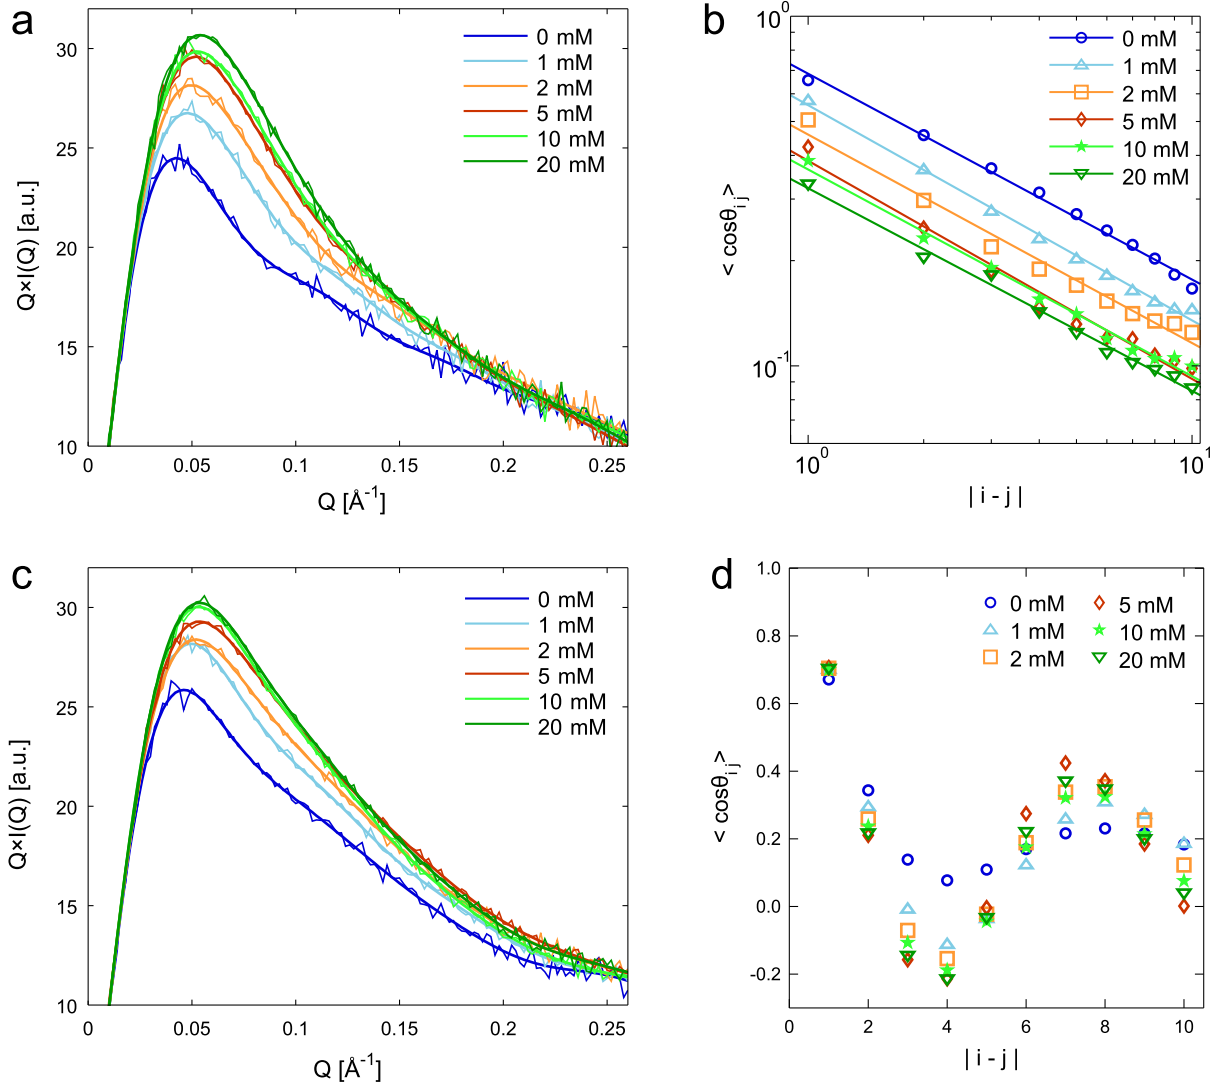 a
30
25
20
15
10
Q×I(Q) [a.u.]
0
0.05
0.1
0.15
0.2
0.25
Q [Å-1]
0 mM
1 mM
2 mM
5 mM
10 mM
20 mM
b
100
10-1
< cosθij >
100
101
| i - j |
0 mM
1 mM
2 mM
5 mM
10 mM
20 mM
c
30
25
20
15
10
Q×I(Q) [a.u.]
0
0.05
0.1
0.15
0.2
0.25
Q [Å-1]
0 mM
1 mM
2 mM
5 mM
10 mM
20 mM
d
1.0
0.8
0.6
0.4
0.2
0.0
-0.2
< cosθij >
0
2
4
6
8
10
| i - j |
0 mM
1 mM
2 mM
5 mM
10 mM
20 mM